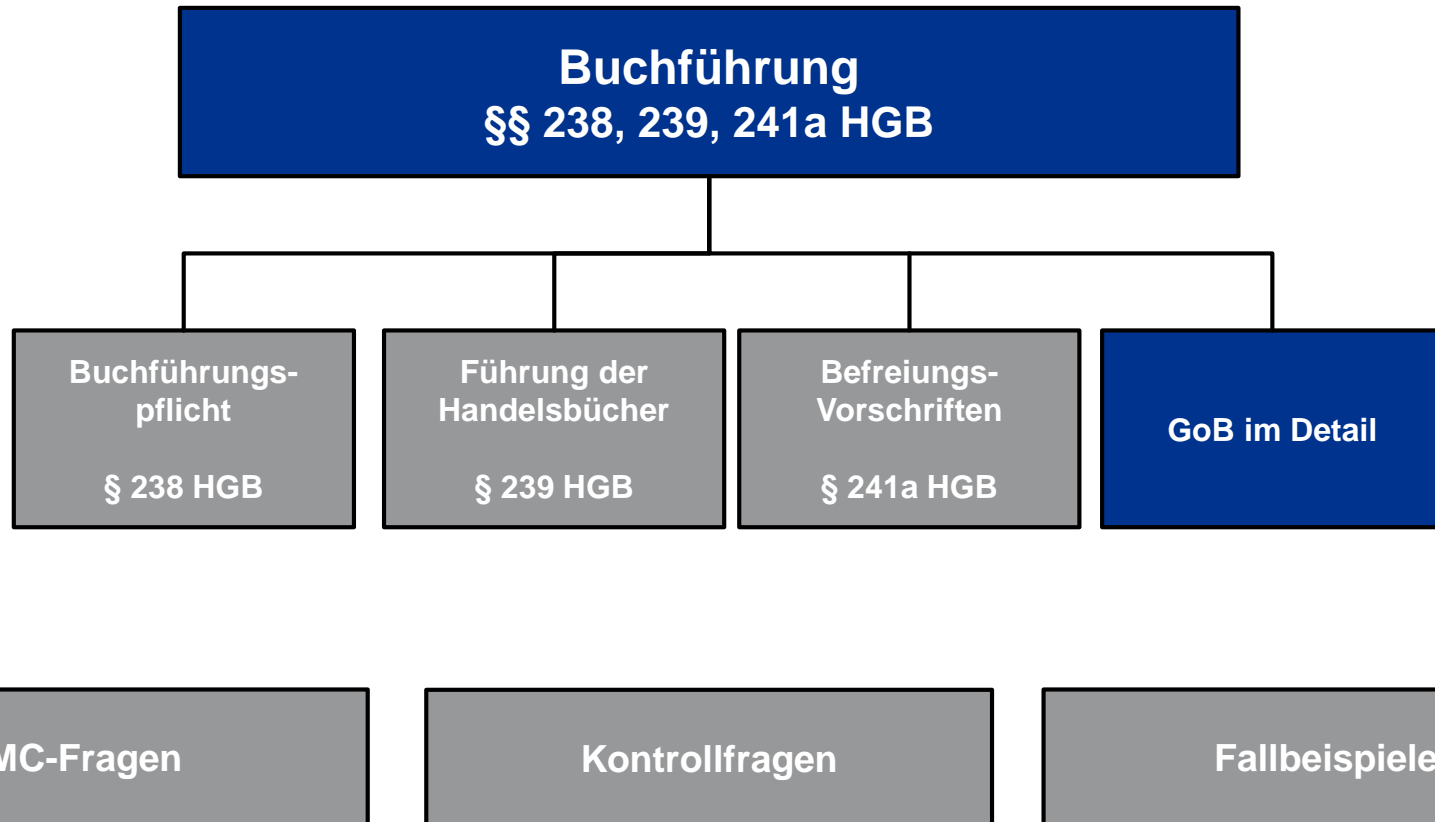 Buchführung
§§ 238, 239, 241a HGB
Buchführungs-
pflicht
§ 238 HGB
Führung der
Handelsbücher
§ 239 HGB
Befreiungs-
Vorschriften
§ 241a HGB
GoB im Detail
MC-Fragen
Kontrollfragen
Fallbeispiele